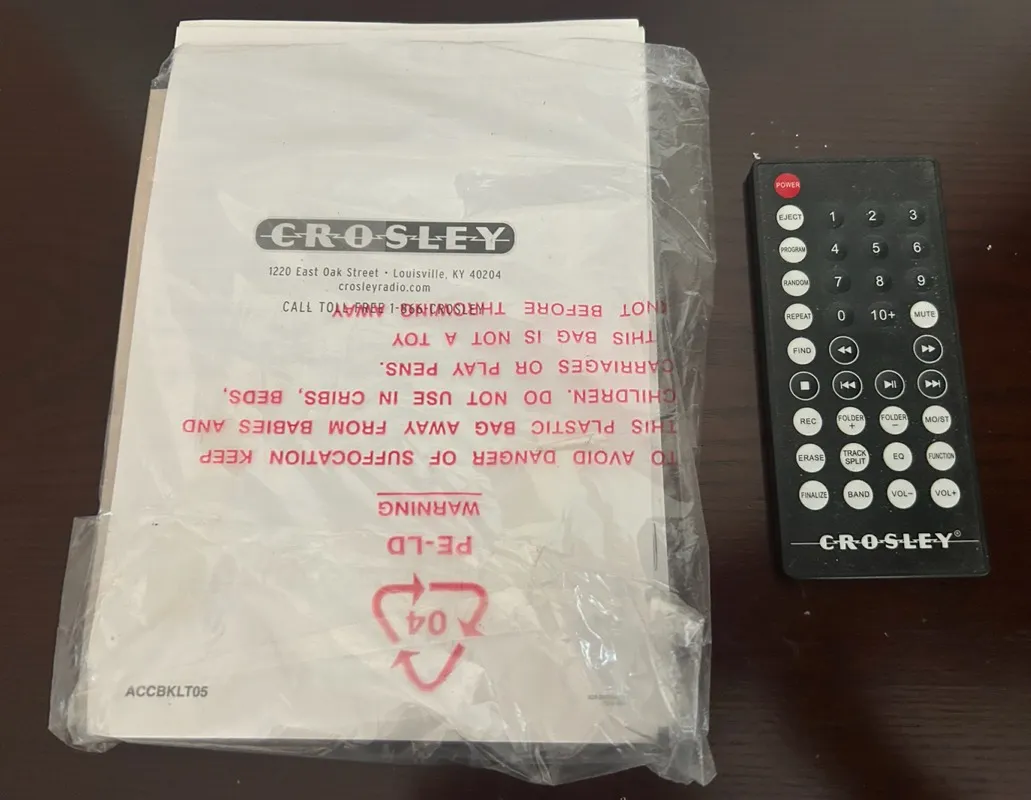 CROSLEY
1220 East Oak Street • Louisville, KY 40204
crosleyradio.com
CALL TOLL FREE 1-866-CROSLEY
ACCBKLT05
04
PE-LD
WARNING
TO AVOID DANGER OF SUFFOCATION KEEP
THIS PLASTIC BAG AWAY FROM BABIES AND
CHILDREN. DO NOT USE IN CRIBS, BEDS,
CARRIAGES OR PLAY PENS.
THIS BAG IS NOT A TOY
KNOT BEFORE THROWING AWAY
POWER
EJECT 1 2 3
PROGRAM 4 5 6
RANDOM 7 8 9
REPEAT 0 10+ MUTE
FIND
REC FOLDER + FOLDER − MO/ST
ERASE TRACK SPLIT EQ FUNCTION
FINALIZE BAND VOL− VOL+
CROSLEY®